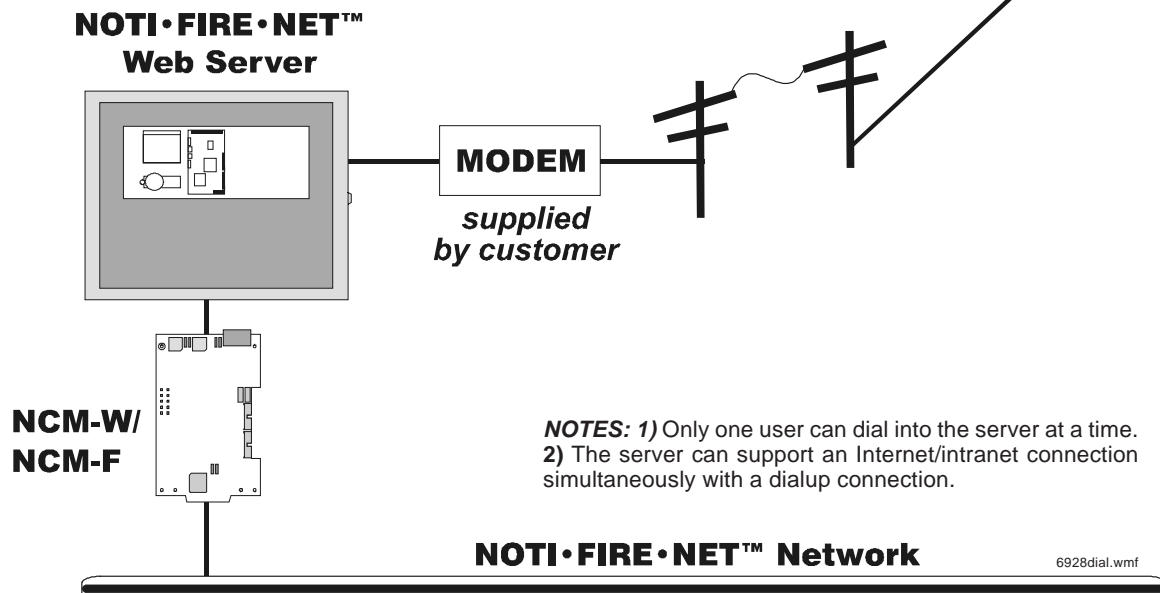 NOTI•FIRE•NET™
Web Server
MODEM
supplied
by customer
NCM-W/
NCM-F
NOTES: 1) Only one user can dial into the server at a time.
2) The server can support an Internet/intranet connection
simultaneously with a dialup connection.
NOTI•FIRE•NET™ Network
6928dial.wmf